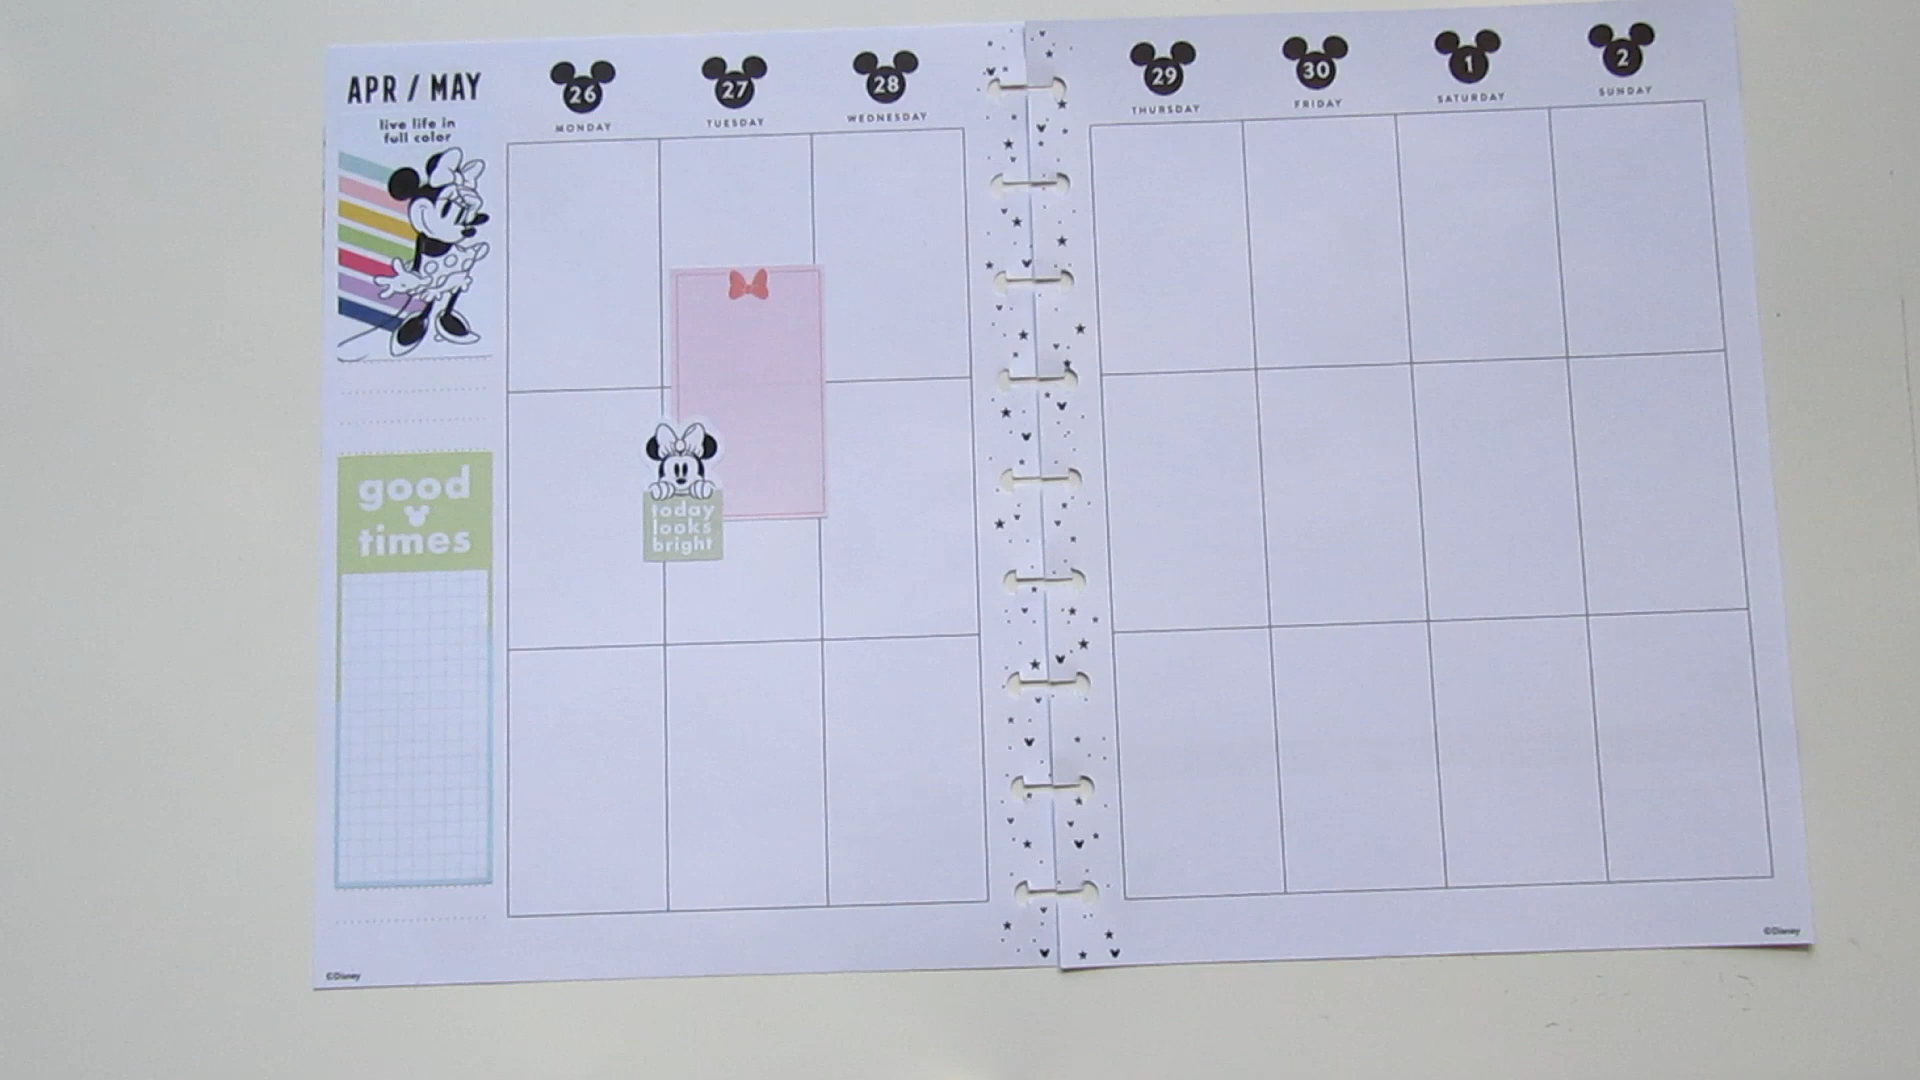 APR / MAY
live life in
full color
good
times
26
MONDAY
27
TUESDAY
28
WEDNESDAY
today
looks
bright
29
THURSDAY
30
FRIDAY
1
SATURDAY
2
SUNDAY
©Disney
©Disney